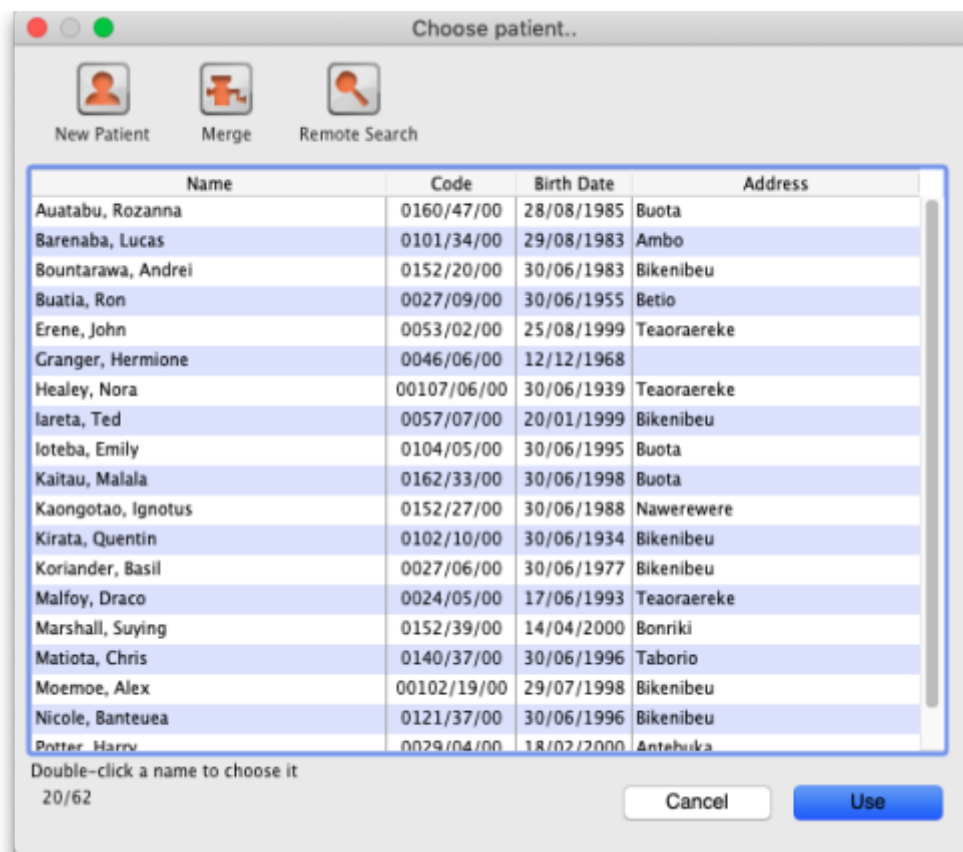 Choose patient..
New Patient Merge Remote Search
Name Code Birth Date Address
Auatabu, Rozanna 0160/47/00 28/08/1985 Buota
Barenaba, Lucas 0101/34/00 29/08/1983 Ambo
Bountarawa, Andrei 0152/20/00 30/06/1983 Bikenibeu
Buatia, Ron 0027/09/00 30/06/1955 Betio
Erene, John 0053/02/00 25/08/1999 Teaoraereke
Granger, Hermione 0046/06/00 12/12/1968
Healey, Nora 00107/06/00 30/06/1939 Teaoraereke
Iareta, Ted 0057/07/00 20/01/1999 Bikenibeu
Ioteba, Emily 0104/05/00 30/06/1995 Buota
Kaitau, Malala 0162/33/00 30/06/1998 Buota
Kaongotao, Ignotus 0152/27/00 30/06/1988 Nawerewere
Kirata, Quentin 0102/10/00 30/06/1934 Bikenibeu
Koriander, Basil 0027/06/00 30/06/1977 Bikenibeu
Malfoy, Draco 0024/05/00 17/06/1993 Teaoraereke
Marshall, Suying 0152/39/00 14/04/2000 Bonriki
Matiota, Chris 0140/37/00 30/06/1996 Taborio
Moemoe, Alex 00102/19/00 29/07/1998 Bikenibeu
Nicole, Banteuea 0121/37/00 30/06/1996 Bikenibeu
Potter, Harry 0029/04/00 18/02/2000 Antebuka
Double-click a name to choose it
20/62
Cancel Use